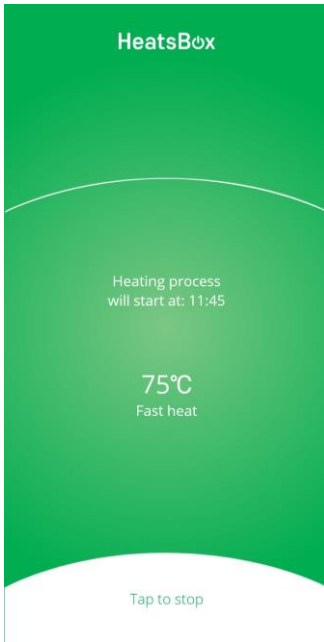 HeatsBox
Heating process
will start at: 11:45
75°C
Fast heat
Tap to stop